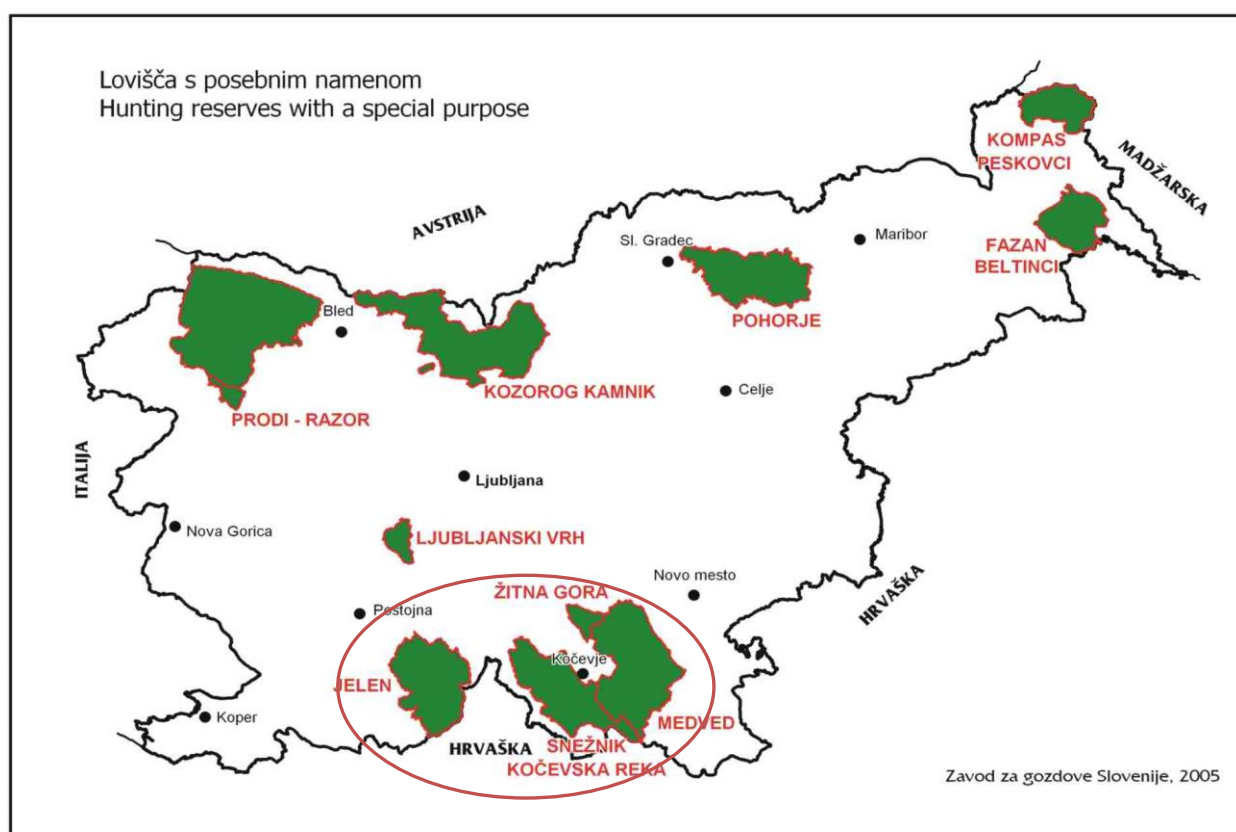 Lovišča s posebnim namenom
Hunting reserves with a special purpose
KOMPAS
PESKOVCI
MADŽARSKA
AVSTRIJA
Sl. Gradec
Maribor
FAZAN
BELTINCI
Bled
POHORJE
KOZOROG KAMNIK
Celje
PRODI - RAZOR
ITALIJA
Ljubljana
Nova Gorica
LJUBLJANSKI VRH
Novo mesto
ŽITNA GORA
HRVAŠKA
Postojna
Kočevje
JELEN
Koper
MEDVED
HRVAŠKA
SNEŽNIK
KOČEVSKA REKA
Zavod za gozdove Slovenije, 2005